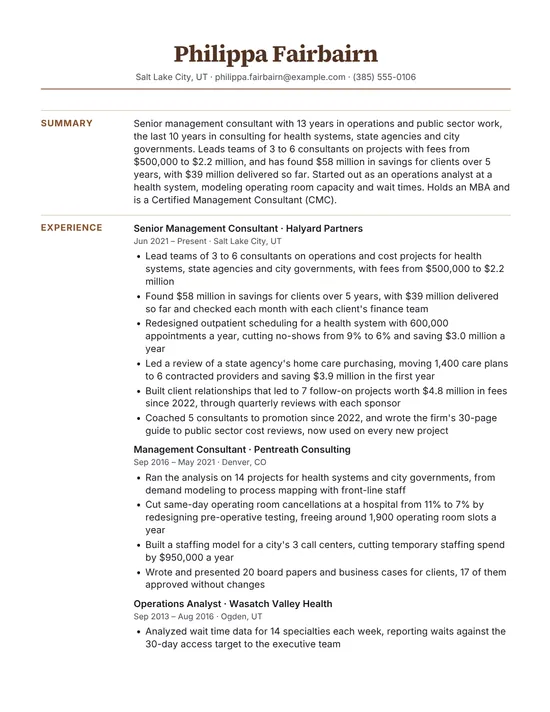 Philippa Fairbairn
Salt Lake City, UT · philippa.fairbairn@example.com · (385) 555-0106
SUMMARY
Senior management consultant with 13 years in operations and public sector work,
the last 10 years in consulting for health systems, state agencies and city
governments. Leads teams of 3 to 6 consultants on projects with fees from
$500,000 to $2.2 million, and has found $58 million in savings for clients over 5
years, with $39 million delivered so far. Started out as an operations analyst at a
health system, modeling operating room capacity and wait times. Holds an MBA and
is a Certified Management Consultant (CMC).
EXPERIENCE
Senior Management Consultant · Halyard Partners
Jun 2021 – Present · Salt Lake City, UT
• Lead teams of 3 to 6 consultants on operations and cost projects for health
systems, state agencies and city governments, with fees from $500,000 to $2.2
million
• Found $58 million in savings for clients over 5 years, with $39 million delivered
so far and checked each month with each client's finance team
• Redesigned outpatient scheduling for a health system with 600,000
appointments a year, cutting no-shows from 9% to 6% and saving $3.0 million a
year
• Led a review of a state agency's home care purchasing, moving 1,400 care plans
to 6 contracted providers and saving $3.9 million in the first year
• Built client relationships that led to 7 follow-on projects worth $4.8 million in fees
since 2022, through quarterly reviews with each sponsor
• Coached 5 consultants to promotion since 2022, and wrote the firm's 30-page
guide to public sector cost reviews, now used on every new project
Management Consultant · Pentreath Consulting
Sep 2016 – May 2021 · Denver, CO
• Ran the analysis on 14 projects for health systems and city governments, from
demand modeling to process mapping with front-line staff
• Cut same-day operating room cancellations at a hospital from 11% to 7% by
redesigning pre-operative testing, freeing around 1,900 operating room slots a
year
• Built a staffing model for a city's 3 call centers, cutting temporary staffing spend
by $950,000 a year
• Wrote and presented 20 board papers and business cases for clients, 17 of them
approved without changes
Operations Analyst · Wasatch Valley Health
Sep 2013 – Aug 2016 · Ogden, UT
• Analyzed wait time data for 14 specialties each week, reporting waits against the
30-day access target to the executive team